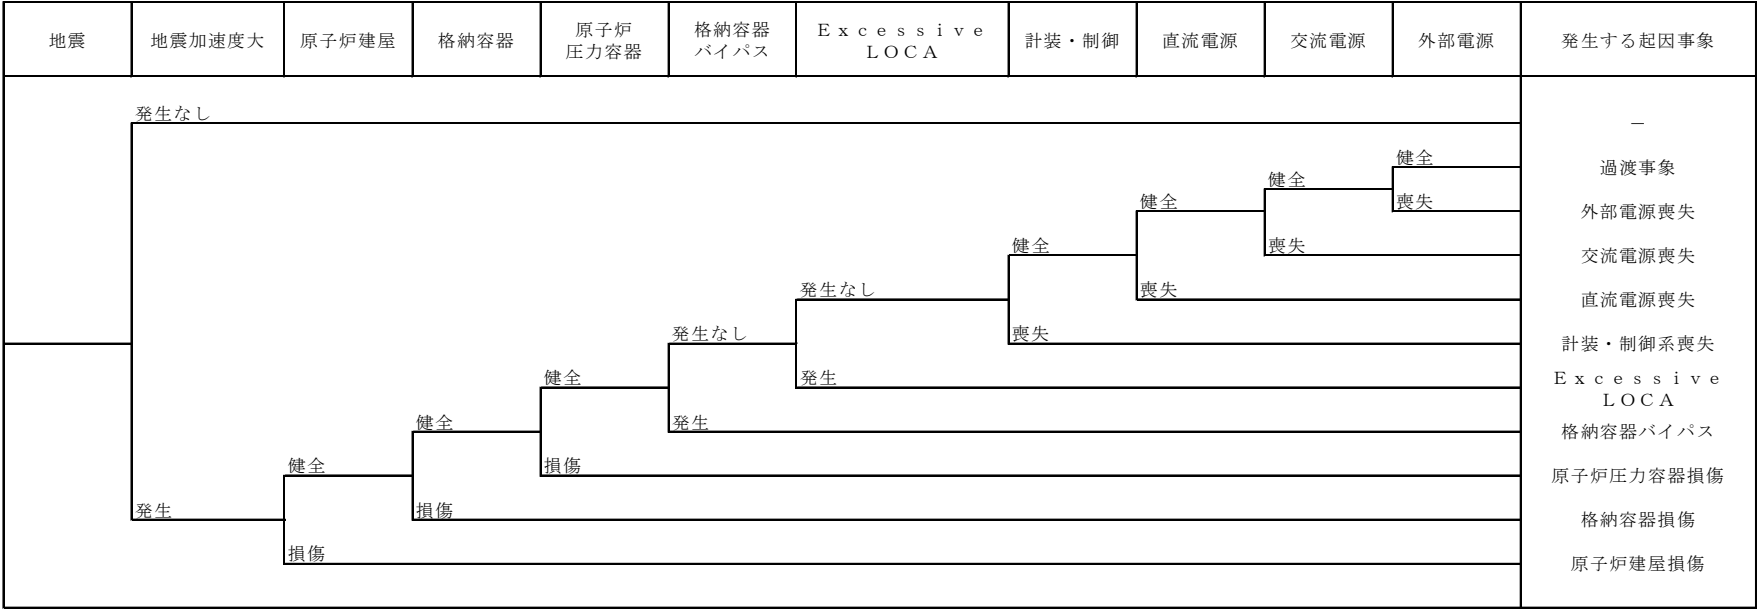 地震
地震加速度大
原子炉建屋
格納容器
原子炉
圧力容器
格納容器
バイパス
Ｅｘｃｅｓｓｉｖｅ
ＬＯＣＡ
計装・制御
直流電源
交流電源
外部電源
発生する起因事象
発生なし
－
健全
過渡事象
健全
喪失
外部電源喪失
健全
健全
喪失
交流電源喪失
発生なし
喪失
直流電源喪失
発生なし
喪失
計装・制御系喪失
健全
発生
Ｅｘｃｅｓｓｉｖｅ
ＬＯＣＡ
健全
発生
格納容器バイパス
健全
損傷
原子炉圧力容器損傷
発生
損傷
格納容器損傷
損傷
原子炉建屋損傷